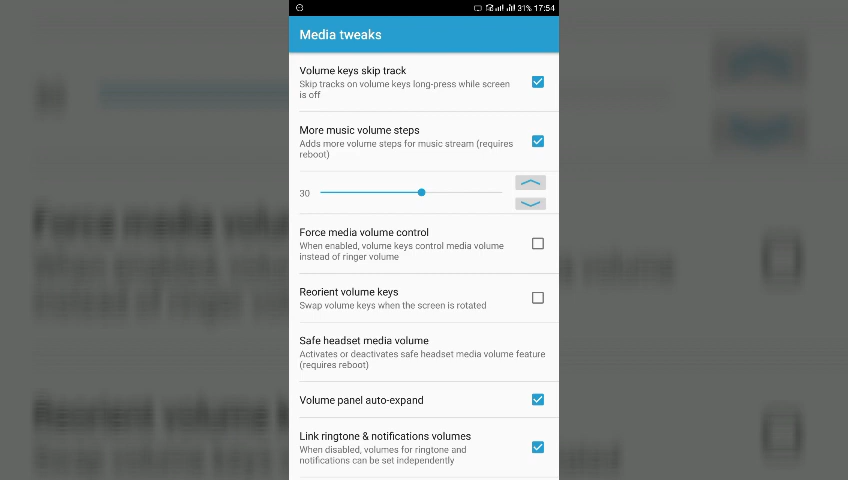 31% 17:54
Media tweaks
Volume keys skip track
Skip tracks on volume keys long-press while screen
is off
More music volume steps
Adds more volume steps for music stream (requires
reboot)
30
Force media volume control
When enabled, volume keys control media volume
instead of ringer volume
Reorient volume keys
Swap volume keys when the screen is rotated
Safe headset media volume
Activates or deactivates safe headset media volume feature
(requires reboot)
Volume panel auto-expand
Link ringtone & notifications volumes
When disabled, volumes for ringtone and
notifications can be set independently